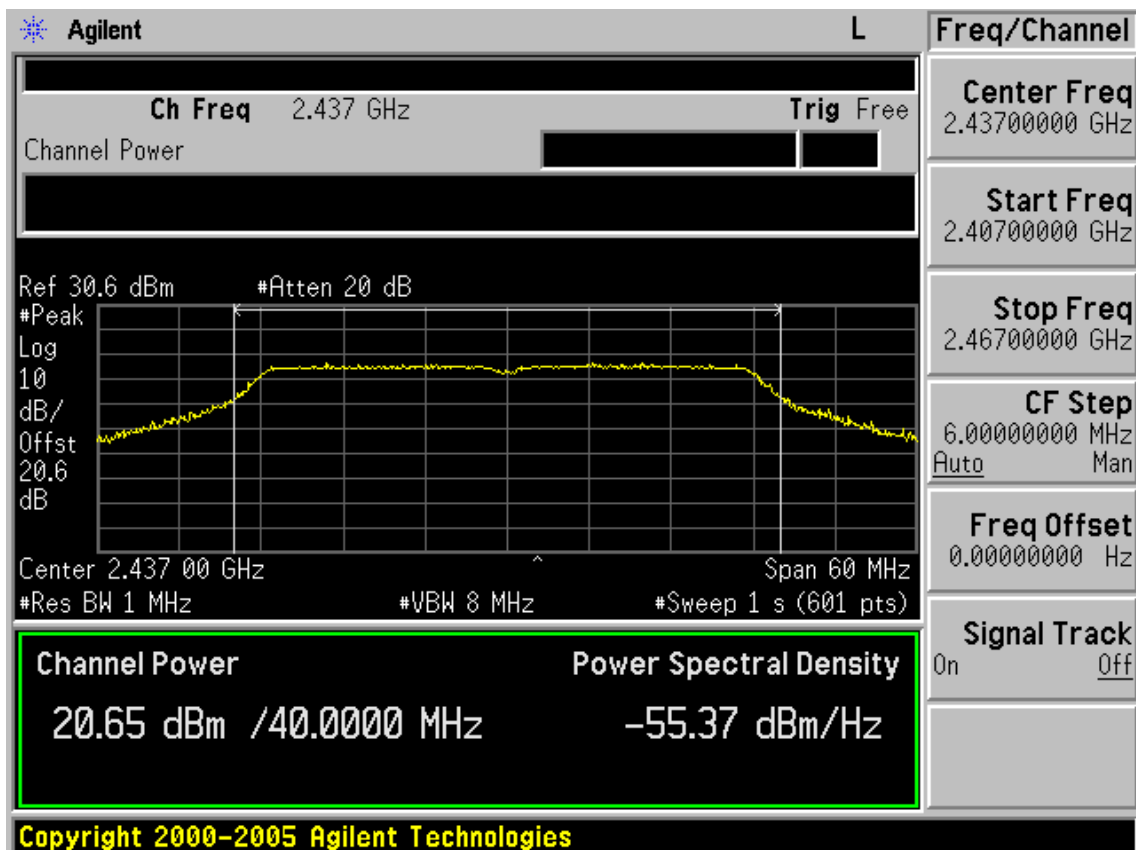 Agilent L
Ch Freq 2.437 GHz Trig Free
Channel Power
Ref 30.6 dBm #Atten 20 dB
#Peak
Log
10
dB/
Offst
20.6
dB
Center 2.437 00 GHz ^ Span 60 MHz
#Res BW 1 MHz #VBW 8 MHz #Sweep 1 s (601 pts)
Channel Power Power Spectral Density
20.65 dBm /40.0000 MHz -55.37 dBm/Hz
Copyright 2000-2005 Agilent Technologies
Freq/Channel
Center Freq
2.43700000 GHz
Start Freq
2.40700000 GHz
Stop Freq
2.46700000 GHz
CF Step
6.00000000 MHz
Auto Man
Freq Offset
0.00000000 Hz
Signal Track
On Off